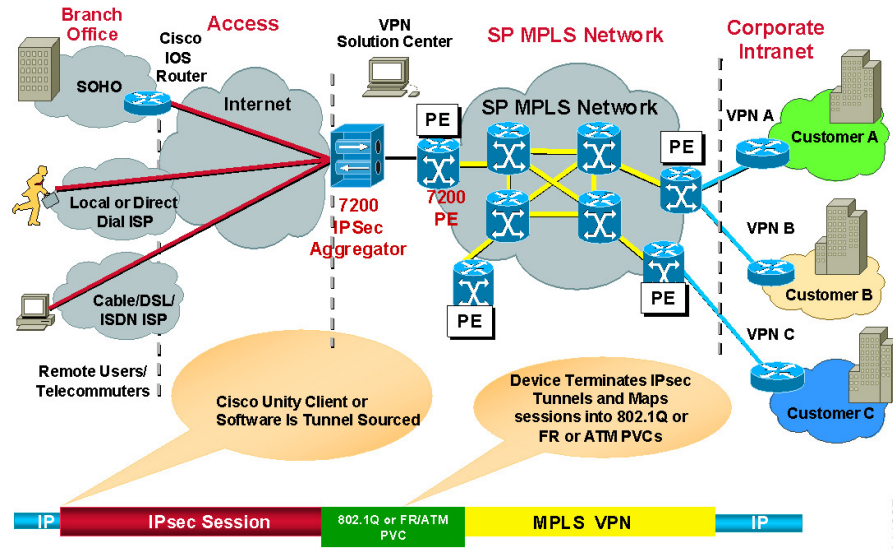 Branch
Office
Access
Cisco
IOS
Router
VPN
Solution Center
SP MPLS Network
Corporate
Intranet
SOHO
Internet
SP MPLS Network
PE
PE
VPN A
Customer A
Local or Direct
Dial ISP
7200
IPSec
Aggregator
7200
PE
VPN B
Customer B
Cable/DSL/
ISDN ISP
PE
PE
VPN C
Customer C
Remote Users/
Telecommuters
Cisco Unity Client or
Software Is Tunnel Sourced
Device Terminates IPsec
Tunnels and Maps
sessions into 802.1Q or
FR or ATM PVCs
IP
IPsec Session
802.1Q or FR/ATM
PVC
MPLS VPN
IP